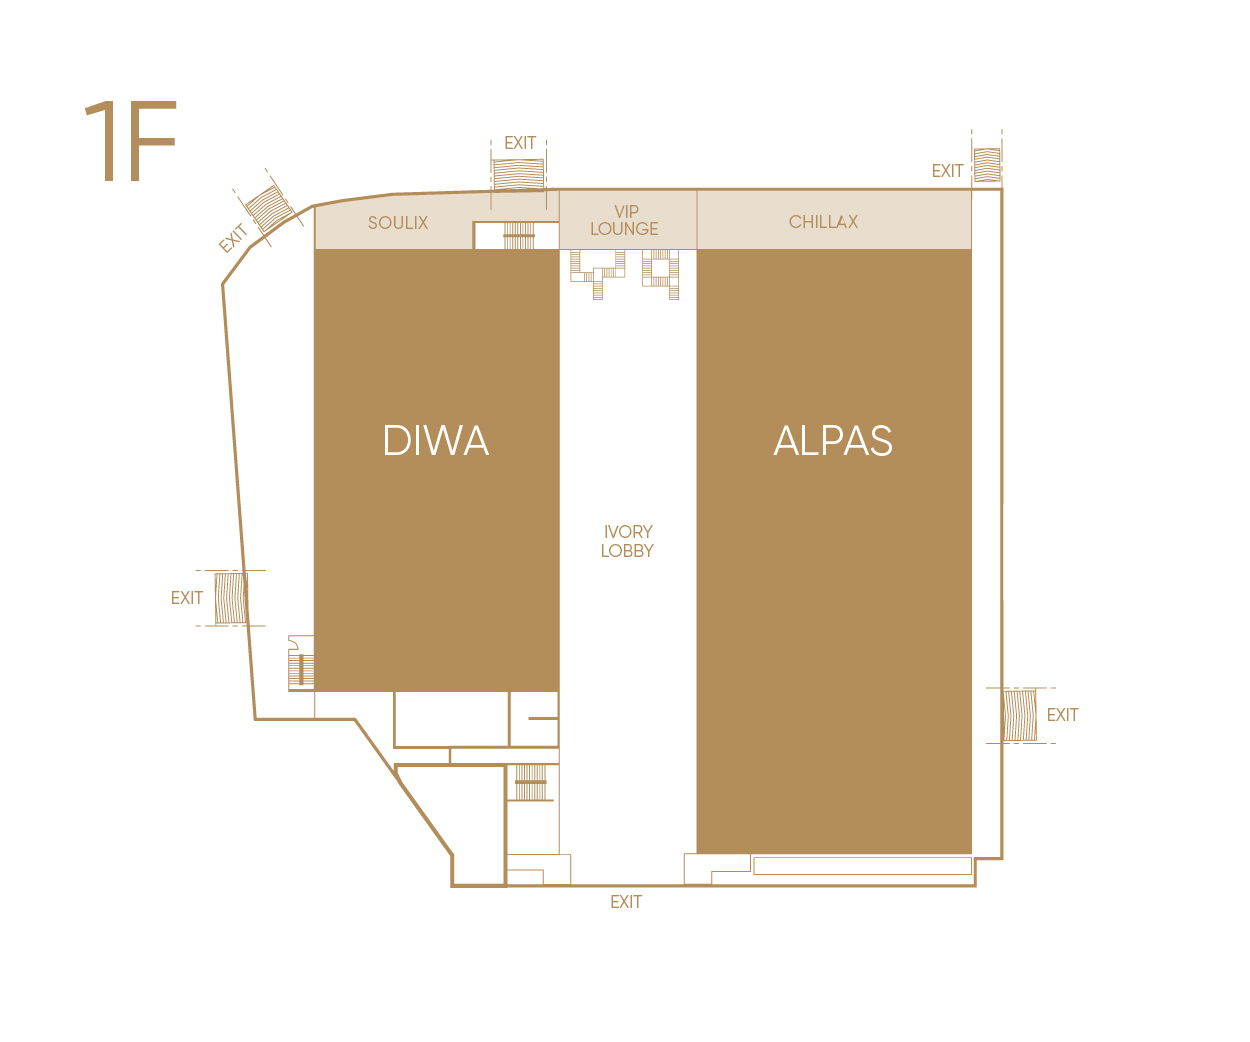 1F
EXIT
EXIT
EXIT
SOULIX
VIP
LOUNGE
CHILLAX
DIWA
ALPAS
IVORY
LOBBY
EXIT
EXIT
EXIT